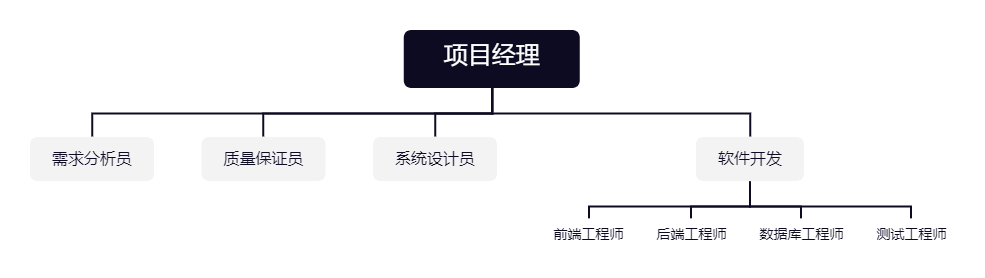 项目经理
需求分析员
质量保证员
系统设计员
软件开发
前端工程师
后端工程师
数据库工程师
测试工程师